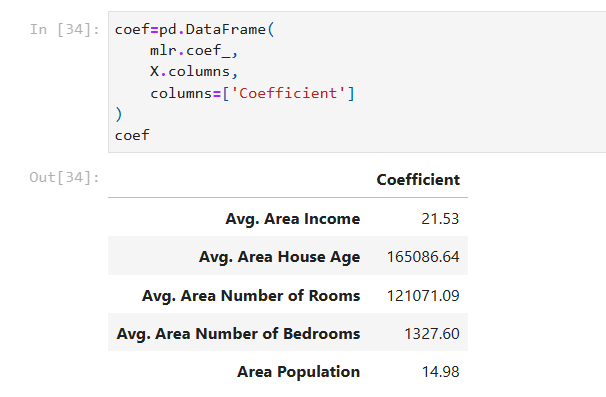 In [34]: coef=pd.DataFrame(
mlr.coef_,
X.columns,
columns=['Coefficient']
)
coef
Out[34]:
Coefficient
Avg. Area Income 21.53
Avg. Area House Age 165086.64
Avg. Area Number of Rooms 121071.09
Avg. Area Number of Bedrooms 1327.60
Area Population 14.98